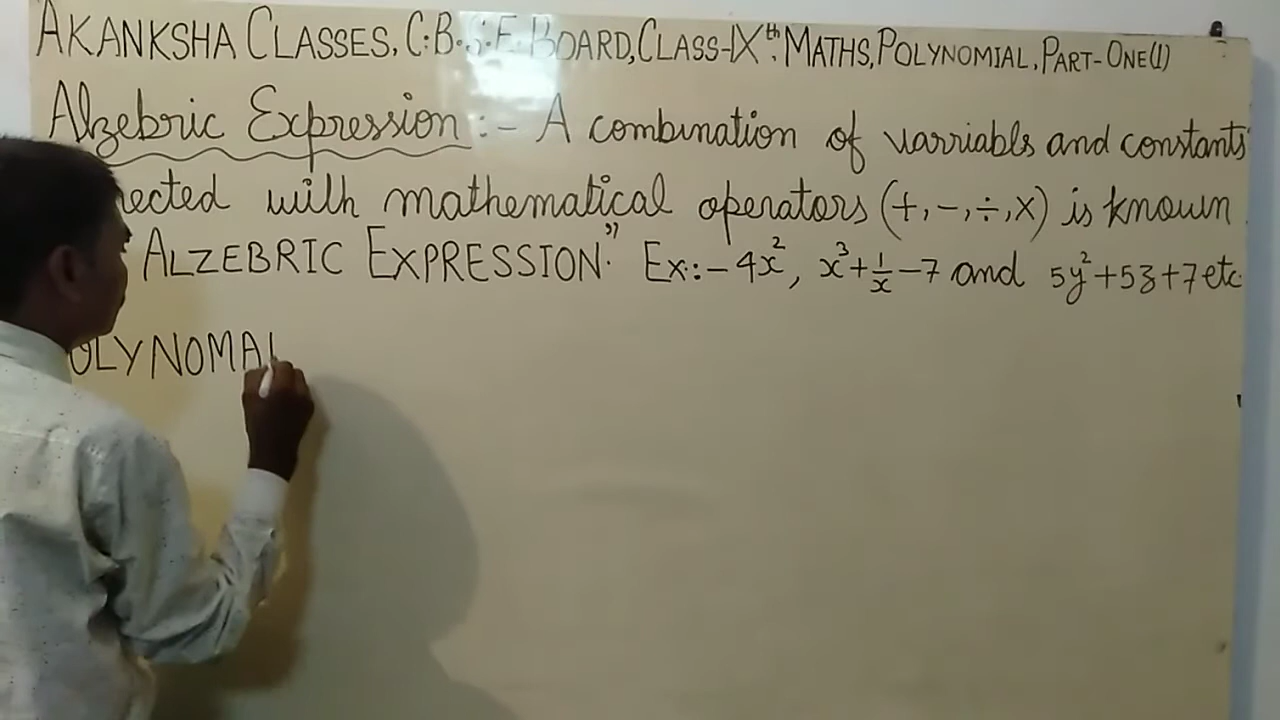 AKANKSHA CLASSES, C.B.S.E BOARD, CLASS-IXth, MATHS, POLYNOMIAL, PART-ONE(1)
Alzebric Expression :- A combination of varriabls and constants
nected with mathematical operators (+, -, ÷, x) is known
ALZEBRIC EXPRESSION." Ex:- 4x², x³+1/x-7 and 5y²+5z+7 etc
OLYNOMAL